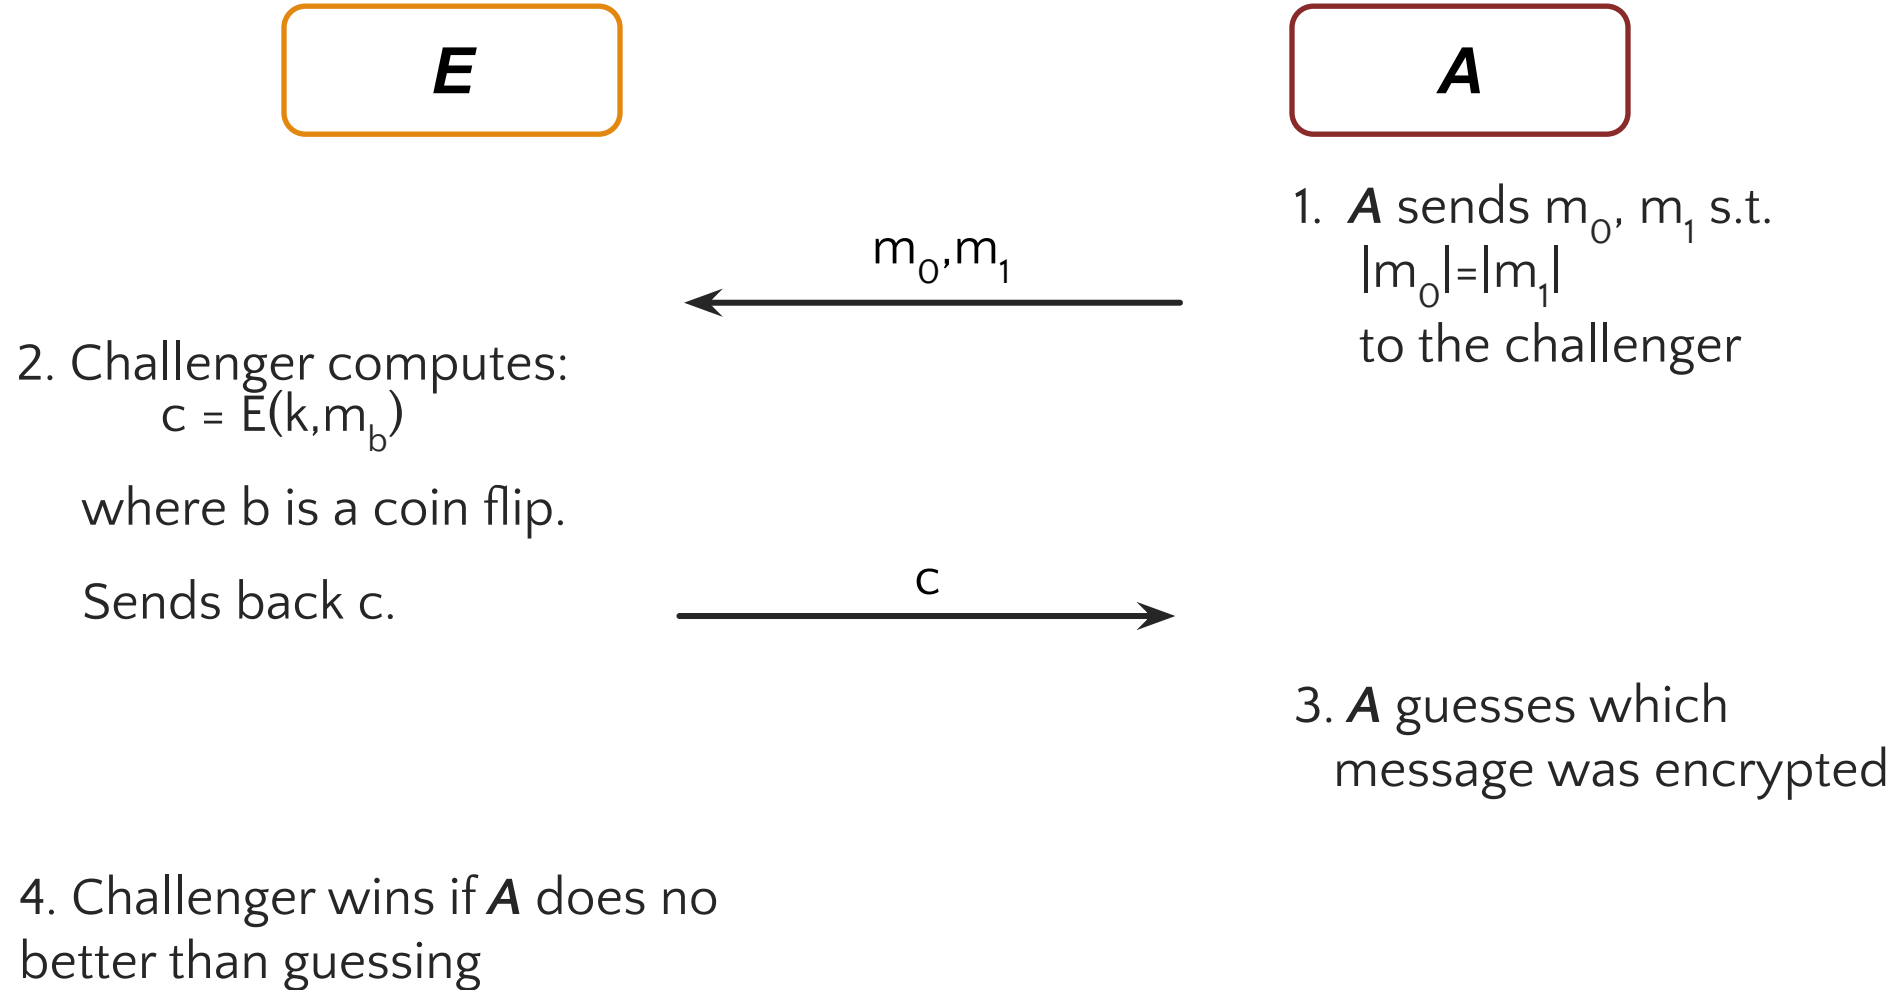 E
A
1. A sends m₀, m₁ s.t.
|m₀|=|m₁|
to the challenger
m₀,m₁
2. Challenger computes:
c = E(k,m_b)
where b is a coin flip.
Sends back c.
c
3. A guesses which
message was encrypted
4. Challenger wins if A does no
better than guessing